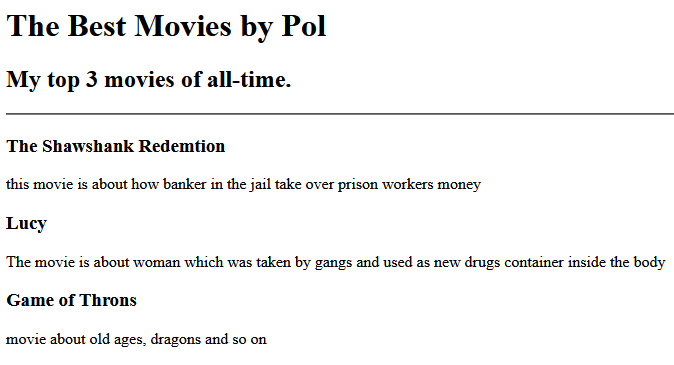 The Best Movies by Pol
My top 3 movies of all-time.
The Shawshank Redemtion
this movie is about how banker in the jail take over prison workers money
Lucy
The movie is about woman which was taken by gangs and used as new drugs container inside the body
Game of Throns
movie about old ages, dragons and so on